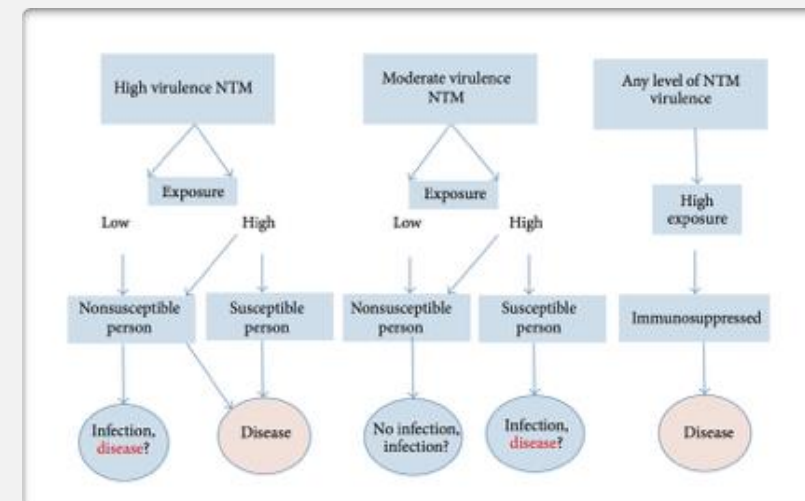 High virulence NTM
Exposure
Low
High
Nonsusceptible
person
Susceptible
person
Infection,
disease?
Disease
Moderate virulence
NTM
Exposure
Low
High
Nonsusceptible
person
Susceptible
person
No infection,
infection?
Infection,
disease?
Any level of NTM
virulence
High
exposure
Immunosuppressed
Disease